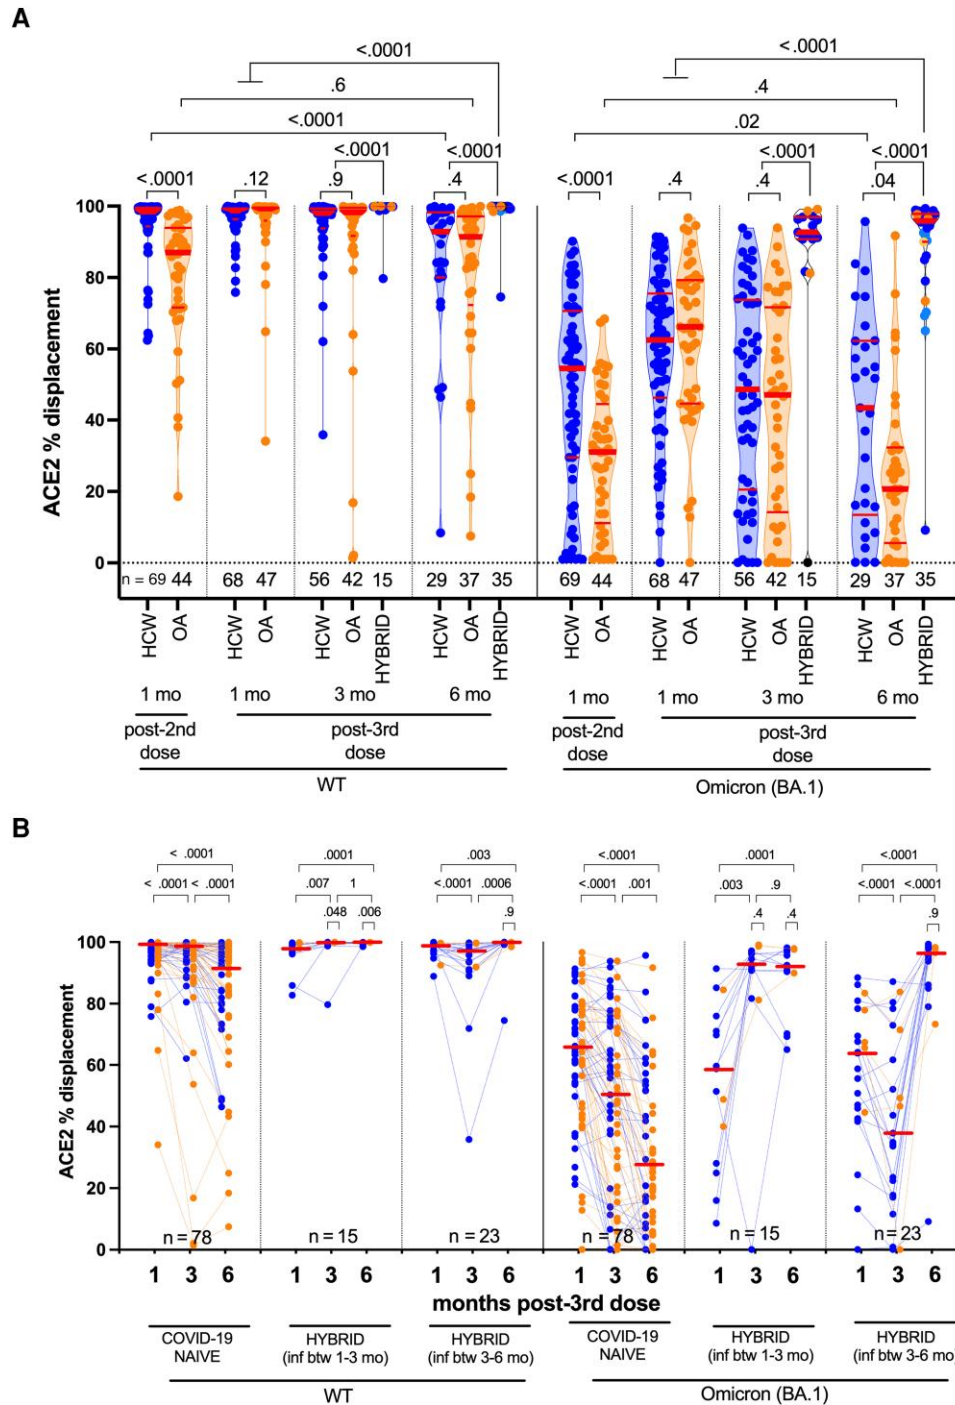 A
<.0001 <.0001
.6 .4
<.0001 .02
<.0001 <.0001 <.0001 <.0001
<.0001 .12 .9 .4 <.0001 .4 .4 .04
ACE2 % displacement
100
80
60
40
20
0
n = 69 44 68 47 56 42 15 29 37 35 69 44 68 47 56 42 15 29 37 35
HCW OA HCW OA HCW OA HYBRID HCW OA HYBRID HCW OA HCW OA HCW OA HYBRID HCW OA HYBRID
1 mo 1 mo 3 mo 6 mo 1 mo 1 mo 3 mo 6 mo
post-2nd dose post-3rd dose post-2nd dose post-3rd dose
WT Omicron (BA.1)
B
< .0001 .0001 .003 <.0001 .0001 <.0001
< .0001 < .0001 .007 1 <.0001 .0006 <.0001 .001 .003 .9 <.0001 <.0001
.048 .006 .9 .4 .4 .9
ACE2 % displacement
100
80
60
40
20
0
n = 78 n = 15 n = 23 n = 78 n = 15 n = 23
1 3 6 1 3 6 1 3 6 1 3 6 1 3 6 1 3 6
months post-3rd dose
COVID-19 NAIVE HYBRID (inf btw 1-3 mo) HYBRID (inf btw 3-6 mo) COVID-19 NAIVE HYBRID (inf btw 1-3 mo) HYBRID (inf btw 3-6 mo)
WT Omicron (BA.1)